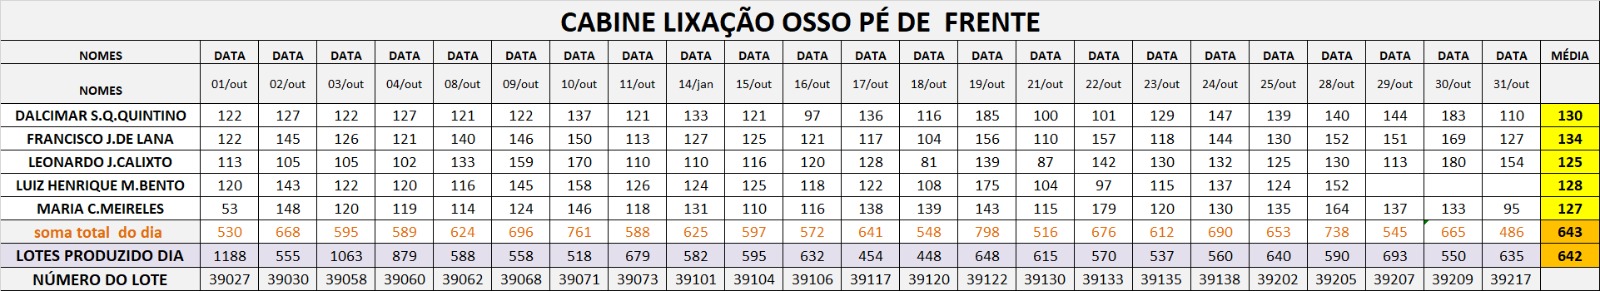 CABINE LIXAÇÃO OSSO PÉ DE FRENTE
NOMES DATA DATA DATA DATA DATA DATA DATA DATA DATA DATA DATA DATA DATA DATA DATA DATA DATA DATA DATA DATA DATA DATA DATA MÉDIA
NOMES 01/out 02/out 03/out 04/out 08/out 09/out 10/out 11/out 14/jan 15/out 16/out 17/out 18/out 19/out 21/out 22/out 23/out 24/out 25/out 28/out 29/out 30/out 31/out
DALCIMAR S.Q.QUINTINO 122 127 122 127 121 122 137 121 133 121 97 136 116 185 100 101 129 147 139 140 144 183 110 130
FRANCISCO J.DE LANA 122 145 126 121 140 146 150 113 127 125 121 117 104 156 110 157 118 144 130 152 151 169 127 134
LEONARDO J.CALIXTO 113 105 105 102 133 159 170 110 110 116 120 128 81 139 87 142 130 132 125 130 113 180 154 125
LUIZ HENRIQUE M.BENTO 120 143 122 120 116 145 158 126 124 125 118 122 108 175 104 97 115 137 124 152 128
MARIA C.MEIRELES 53 148 120 119 114 124 146 118 131 110 116 138 139 143 115 179 120 130 135 164 137 133 95 127
soma total do dia 530 668 595 589 624 696 761 588 625 597 572 641 548 798 516 676 612 690 653 738 545 665 486 643
LOTES PRODUZIDO DIA 1188 555 1063 879 588 558 518 679 582 595 632 454 448 648 615 570 537 560 640 590 693 550 635 642
NÚMERO DO LOTE 39027 39030 39058 39060 39062 39068 39071 39073 39101 39104 39106 39117 39120 39122 39130 39133 39135 39138 39202 39205 39207 39209 39217